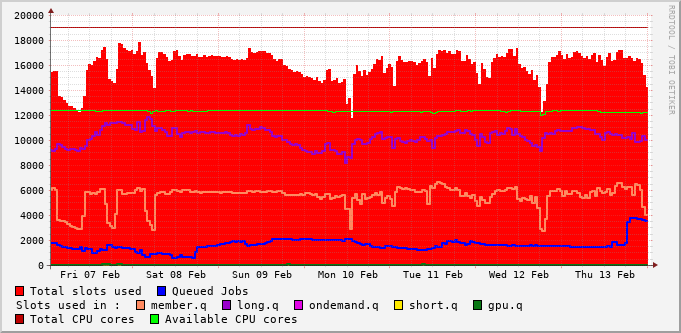 20000
18000
16000
14000
12000
10000
8000
6000
4000
2000
0
Fri 07 Feb Sat 08 Feb Sun 09 Feb Mon 10 Feb Tue 11 Feb Wed 12 Feb Thu 13 Feb
RRDTOOL / TOBI OETIKER
Total slots used Queued Jobs
Slots used in : member.q long.q ondemand.q short.q gpu.q
Total CPU cores Available CPU cores